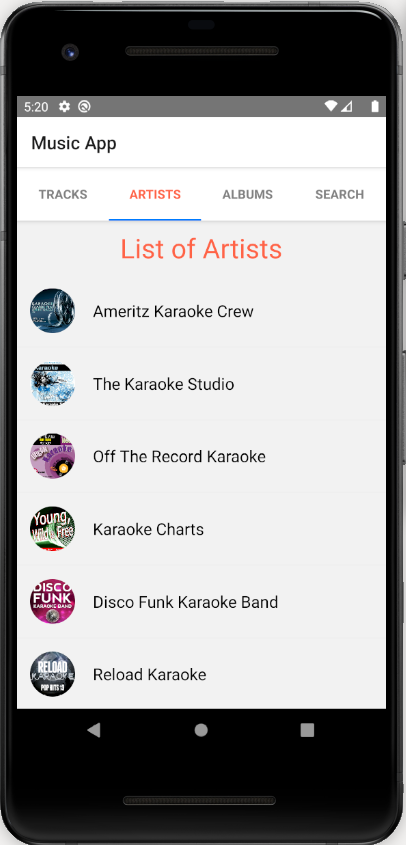 5:20
Music App
TRACKS ARTISTS ALBUMS SEARCH
List of Artists
Ameritz Karaoke Crew
The Karaoke Studio
Off The Record Karaoke
Karaoke
Young,
Wild Free
Karaoke Charts
DISCO
FUNK
KARAOKE BAND
Disco Funk Karaoke Band
RELOAD
KARAOKE
POP HITS 13
Reload Karaoke